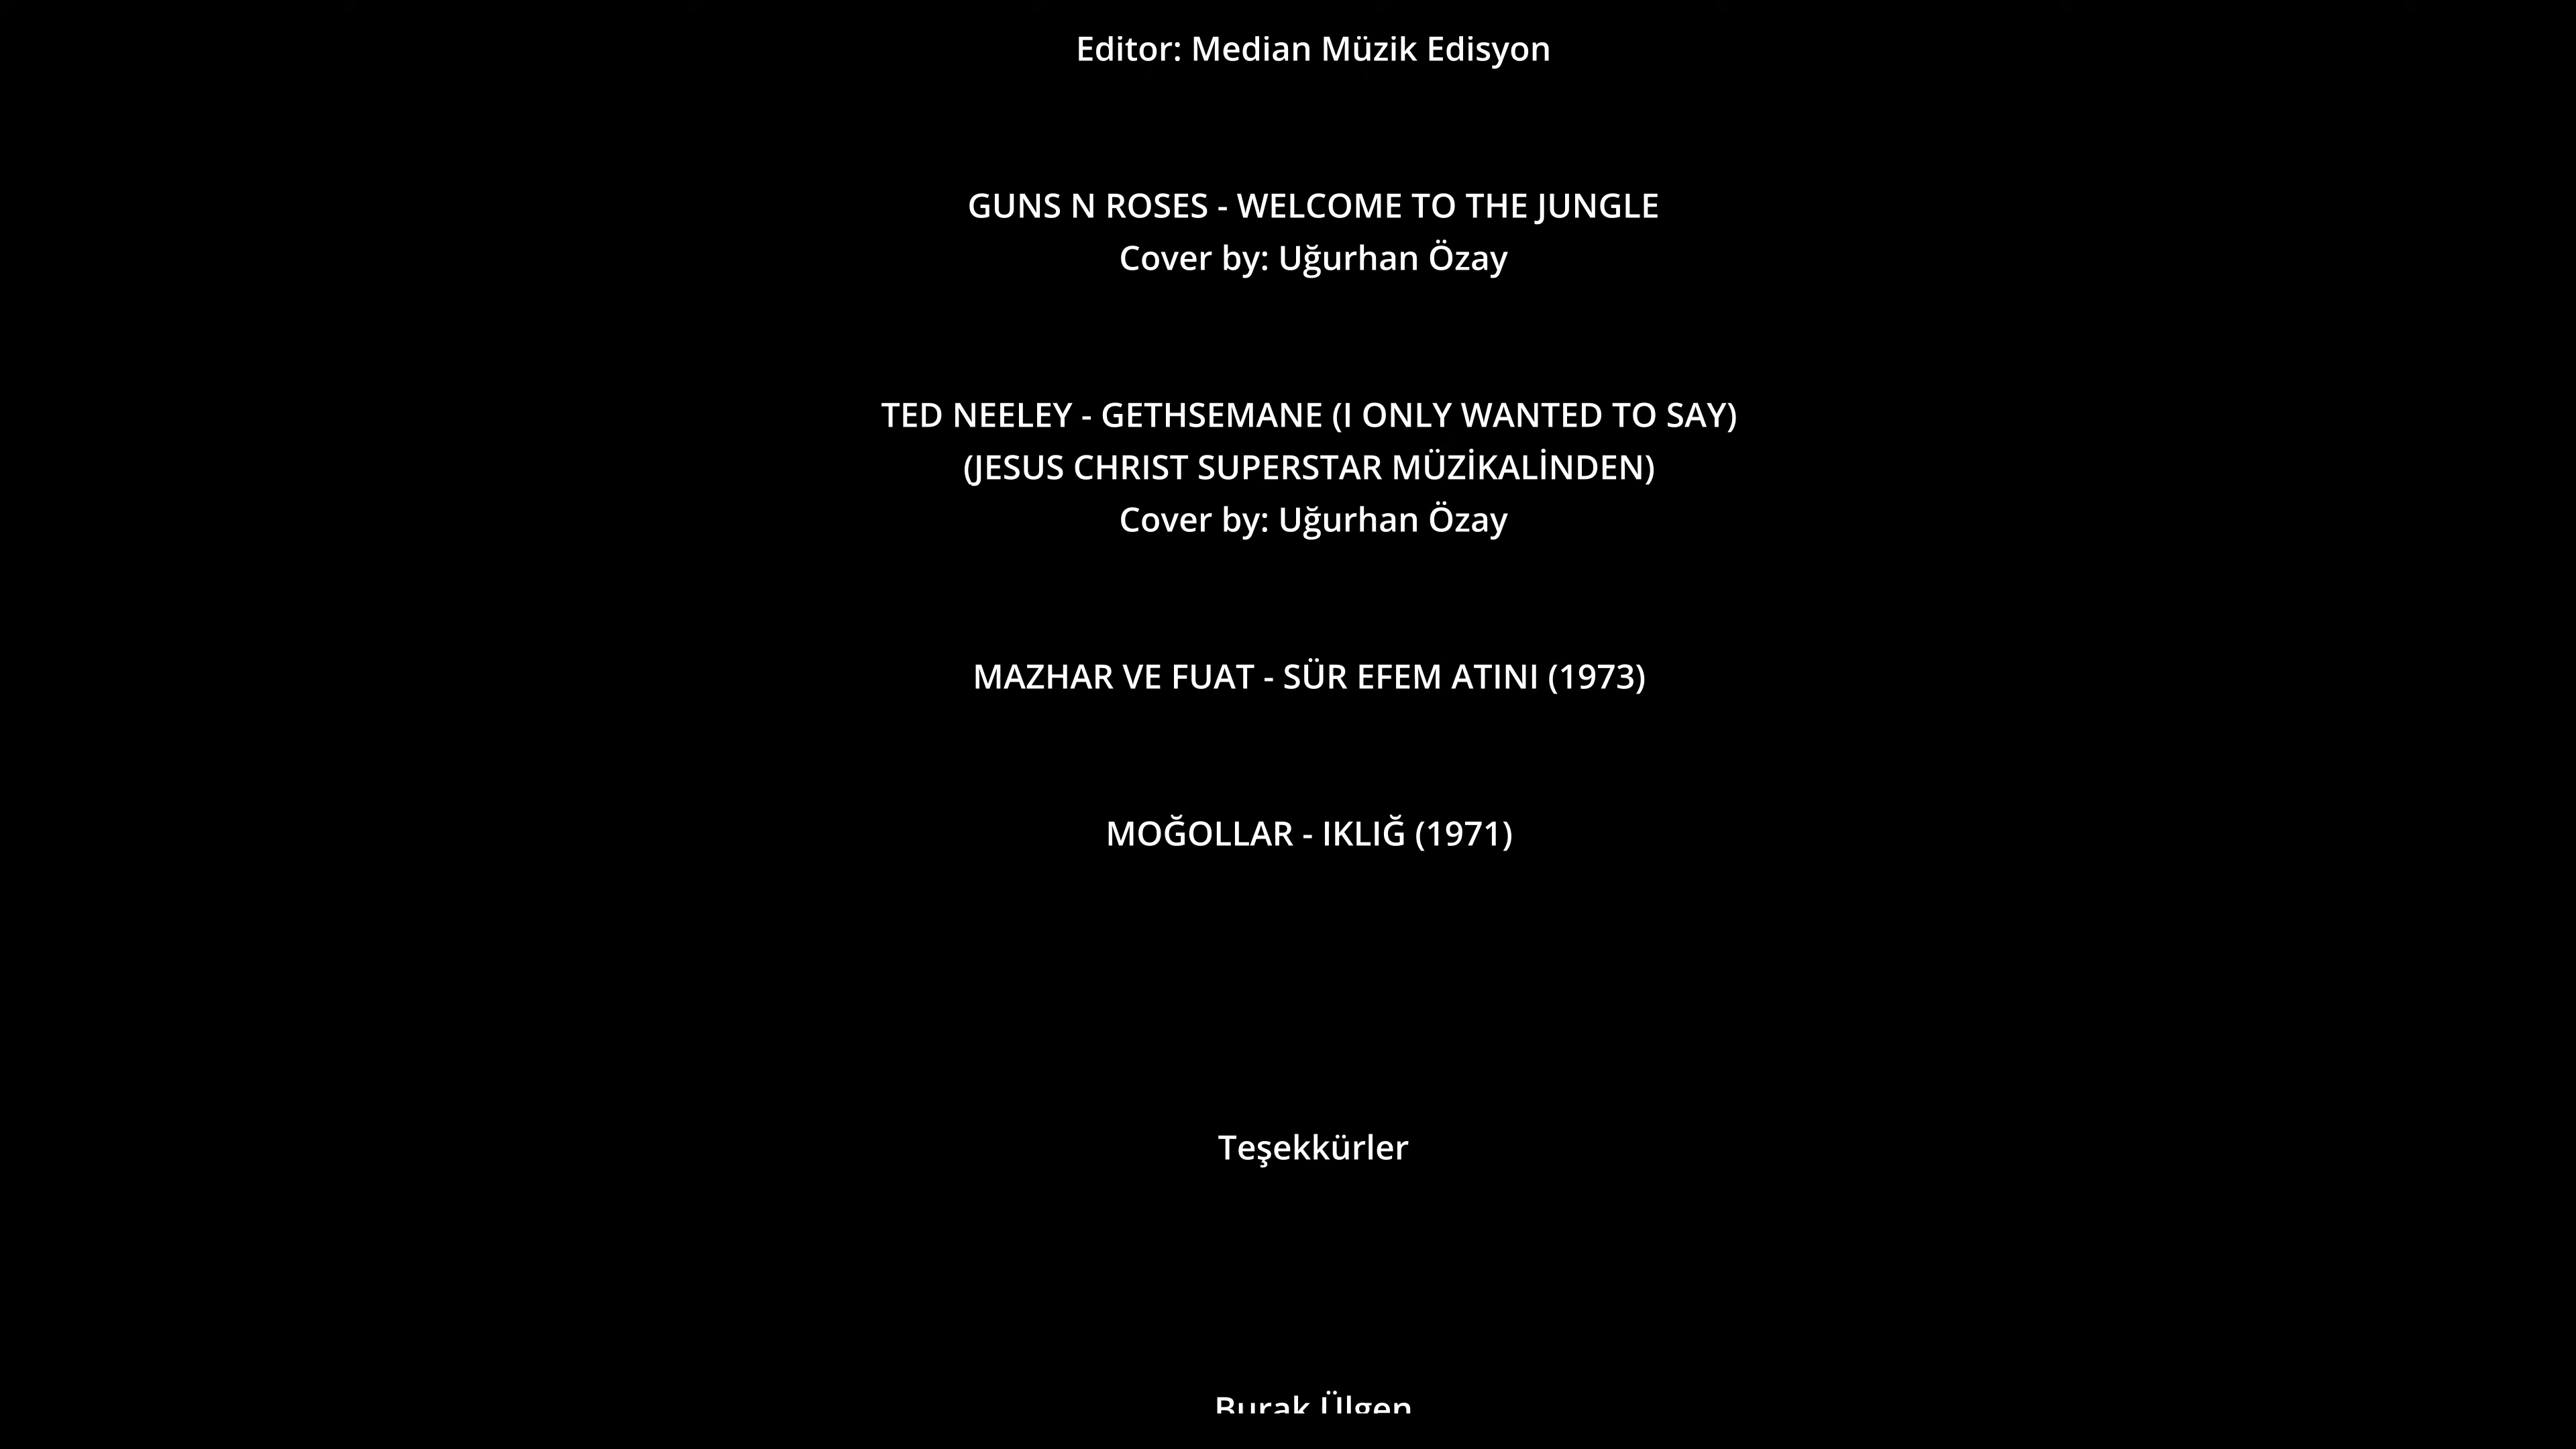 Editor: Median Müzik Edisyon
GUNS N ROSES - WELCOME TO THE JUNGLE
Cover by: Uğurhan Özay
TED NEELEY - GETHSEMANE (I ONLY WANTED TO SAY)
(JESUS CHRIST SUPERSTAR MÜZİKALİNDEN)
Cover by: Uğurhan Özay
MAZHAR VE FUAT - SÜR EFEM ATINI (1973)
MOĞOLLAR - IKLIĞ (1971)
Teşekkürler
Burak Ülgen